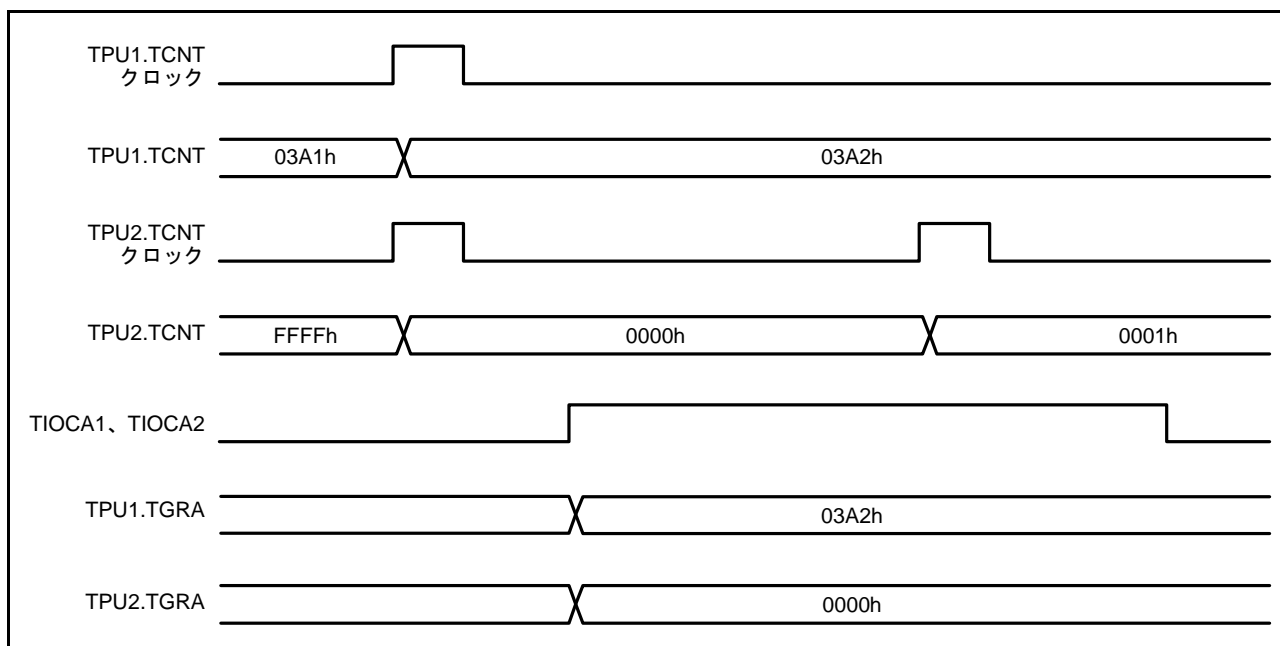 TPU1.TCNT
クロック
TPU1.TCNT
03A1h
03A2h
TPU2.TCNT
クロック
TPU2.TCNT
FFFFh
0000h
0001h
TIOCA1、TIOCA2
TPU1.TGRA
03A2h
TPU2.TGRA
0000h